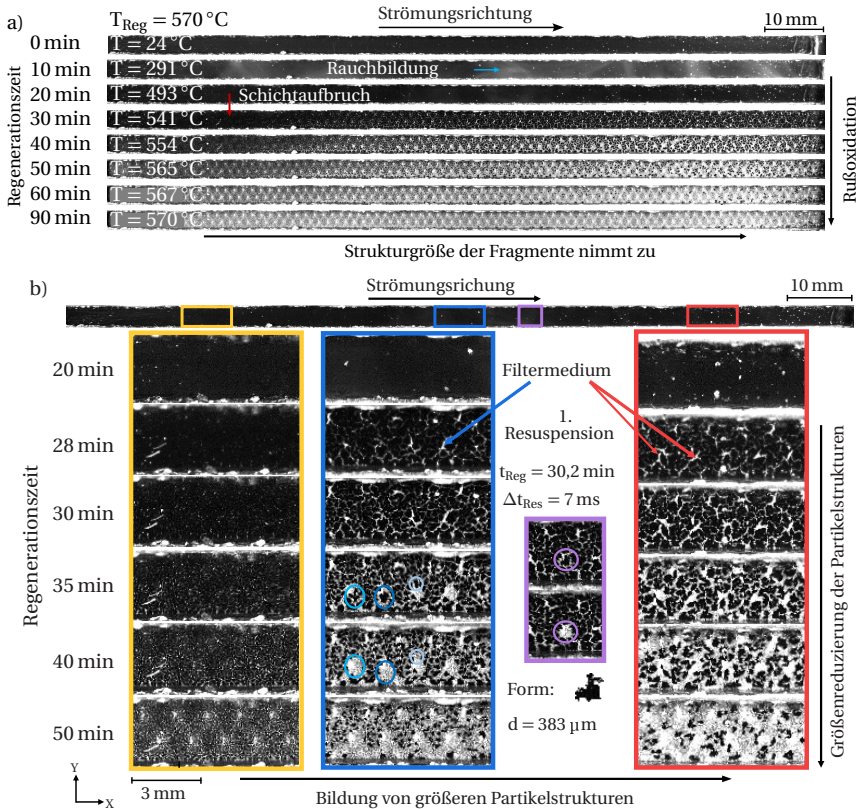 a)
T_Reg = 570 °C
Strömungsrichtung
10 mm
Regenerationszeit
0 min T = 24 °C
10 min T = 291 °C Rauchbildung
20 min T = 493 °C Schichtaufbruch
30 min T = 541 °C
40 min T = 554 °C
50 min T = 565 °C
60 min T = 567 °C
90 min T = 570 °C
Rußoxidation
Strukturgröße der Fragmente nimmt zu
b)
Strömungsrichung
10 mm
Regenerationszeit
20 min
28 min
30 min
35 min
40 min
50 min
Filtermedium
1.
Resuspension
t_Reg = 30,2 min
Δt_Res = 7 ms
Form:
d = 383 µm
Größenreduzierung der Partikelstrukturen
Y
X
3 mm
Bildung von größeren Partikelstrukturen